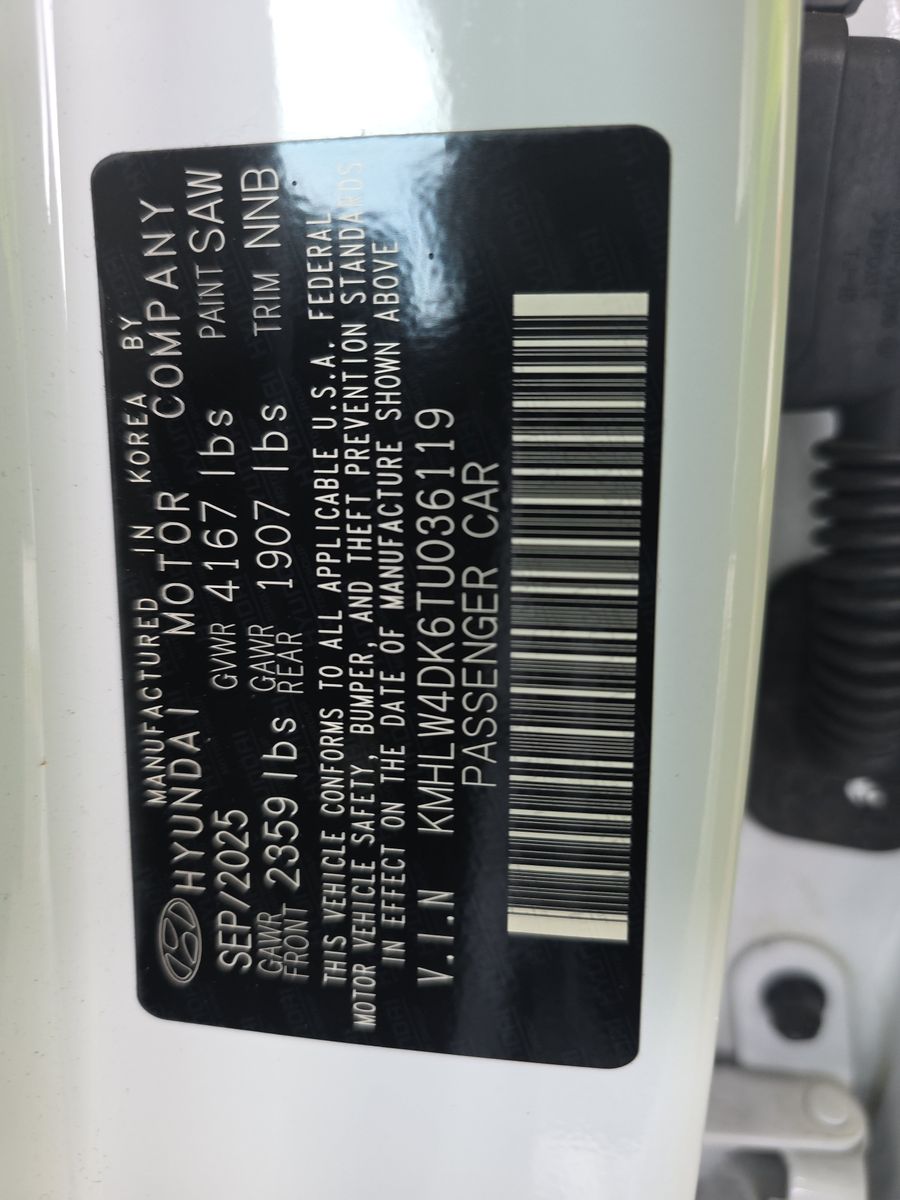 MANUFACTURED IN KOREA BY
HYUNDAI MOTOR COMPANY
SEP/2025 GVWR 4167 lbs PAINT SAW
GAWR FRONT 2359 lbs GAWR REAR 1907 lbs TRIM NNB
THIS VEHICLE CONFORMS TO ALL APPLICABLE U.S.A. FEDERAL
MOTOR VEHICLE SAFETY, BUMPER, AND THEFT PREVENTION STANDARDS
IN EFFECT ON THE DATE OF MANUFACTURE SHOWN ABOVE
V.I.N KMHLW4DK6TU036119
PASSENGER CAR